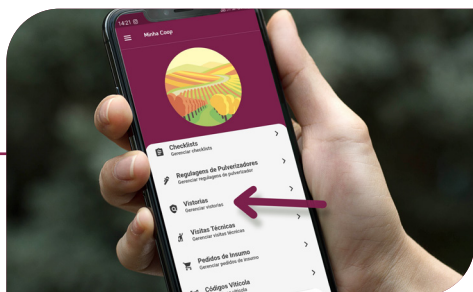 14:21
Minha Coop
Checklists
Gerenciar checklists
Regulagens de Pulverizadores
Gerenciar regulagens de pulverizador
Vistorias
Gerenciar vistorias
Visitas Técnicas
Gerenciar visitas técnicas
Pedidos de Insumo
Gerenciar pedidos de insumo
Códigos Vitícola